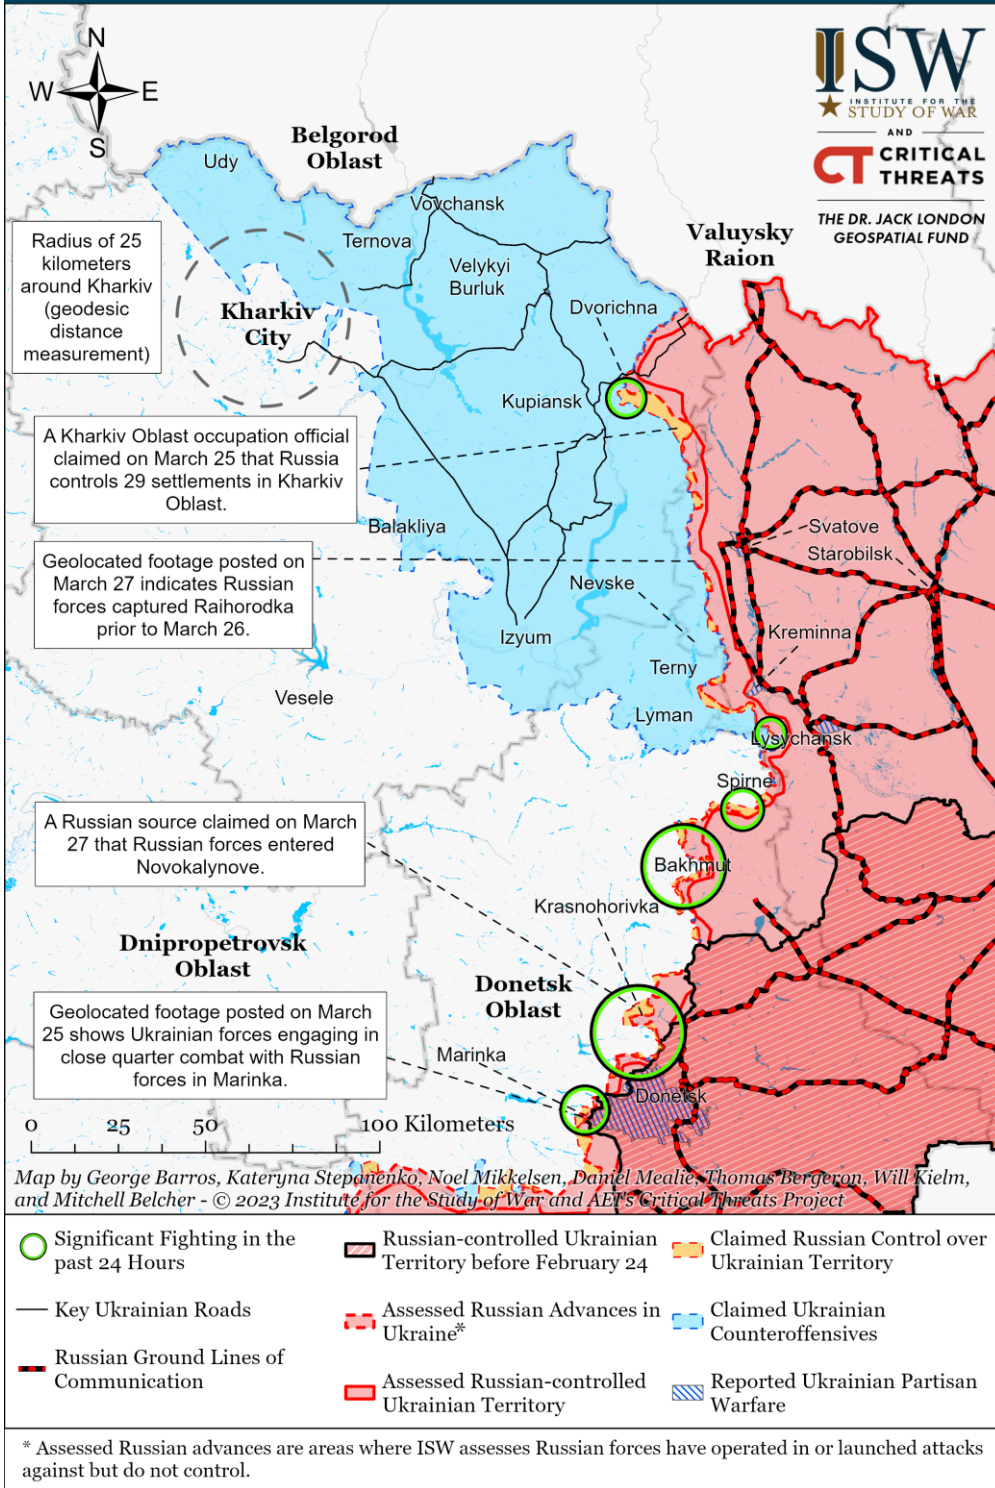 N
W
E
S
ISW
INSTITUTE FOR THE
STUDY OF WAR
AND
CT CRITICAL
THREATS
THE DR. JACK LONDON
GEOSPATIAL FUND
Belgorod
Oblast
Udy
Vovchansk
Ternova
Valuysky
Raion
Radius of 25
kilometers
around Kharkiv
(geodesic
distance
measurement)
Velykyi
Burluk
Dvorichna
Kharkiv
City
Kupiansk
A Kharkiv Oblast occupation official
claimed on March 25 that Russia
controls 29 settlements in Kharkiv
Oblast.
Balakliya
Svatove
Starobilsk
Geolocated footage posted on
March 27 indicates Russian
forces captured Raihorodka
prior to March 26.
Nevske
Izyum
Kreminna
Terny
Vesele
Lyman
Lysychansk
Spirne
A Russian source claimed on March
27 that Russian forces entered
Novokalynove.
Bakhmut
Krasnohorivka
Dnipropetrovsk
Oblast
Donetsk
Oblast
Geolocated footage posted on March
25 shows Ukrainian forces engaging in
close quarter combat with Russian
forces in Marinka.
Marinka
Donetsk
0 25 50 100 Kilometers
Map by George Barros, Kateryna Stepanenko, Noel Mikkelsen, Daniel Mealie, Thomas Bergeron, Will Kielm,
and Mitchell Belcher - © 2023 Institute for the Study of War and AEI's Critical Threats Project
Significant Fighting in the
past 24 Hours
Key Ukrainian Roads
Russian Ground Lines of
Communication
Russian-controlled Ukrainian
Territory before February 24
Assessed Russian Advances in
Ukraine*
Assessed Russian-controlled
Ukrainian Territory
Claimed Russian Control over
Ukrainian Territory
Claimed Ukrainian
Counteroffensives
Reported Ukrainian Partisan
Warfare
* Assessed Russian advances are areas where ISW assesses Russian forces have operated in or launched attacks
against but do not control.